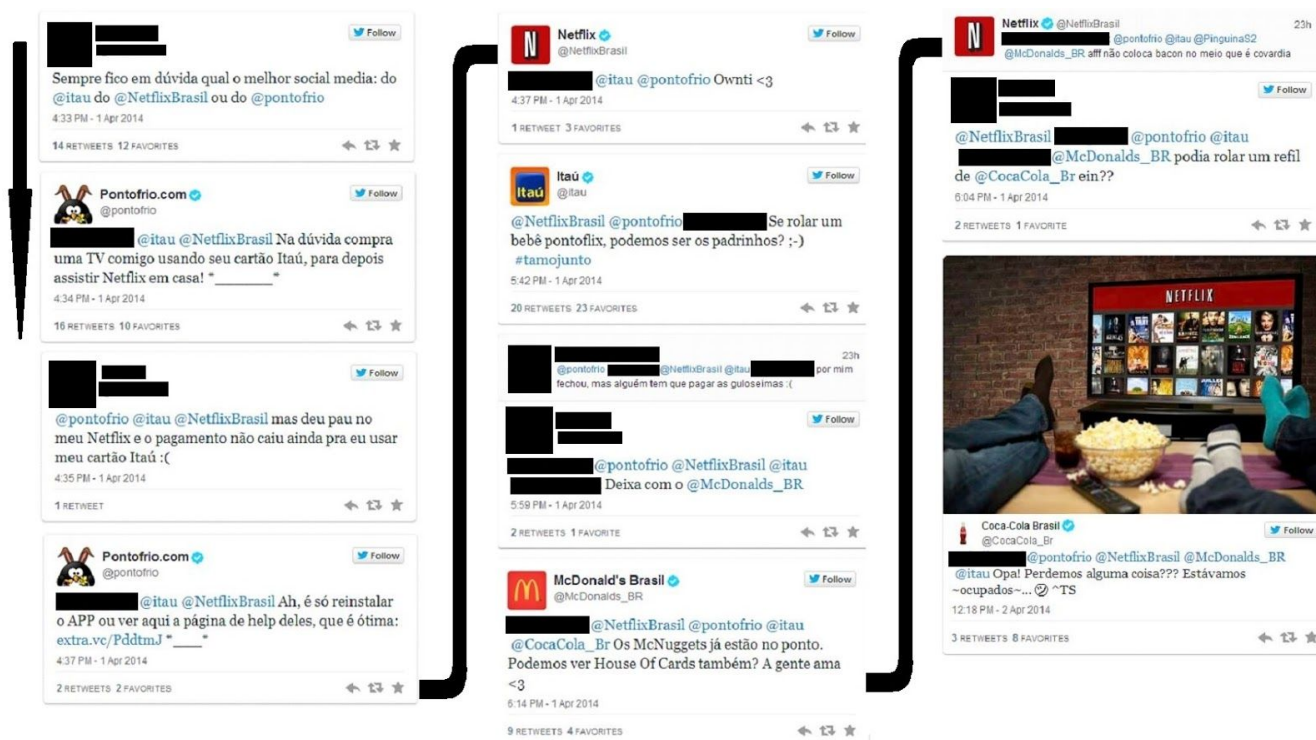 Follow
Sempre fico em dúvida qual o melhor social media: do
@itau do @NetflixBrasil ou do @pontofrio
4:33 PM - 1 Apr 2014
14 RETWEETS 12 FAVORITES
Pontofrio.com
Follow
@pontofrio
@itau @NetflixBrasil Na dúvida compra
uma TV comigo usando seu cartão Itaú, para depois
assistir Netflix em casa! *________*
4:34 PM - 1 Apr 2014
16 RETWEETS 10 FAVORITES
Follow
@pontofrio @itau @NetflixBrasil mas deu pau no
meu Netflix e o pagamento não caiu ainda pra eu usar
meu cartão Itaú :(
4:35 PM - 1 Apr 2014
1 RETWEET
Pontofrio.com
Follow
@pontofrio
@itau @NetflixBrasil Ah, é só reinstalar
o APP ou ver aqui a página de help deles, que é ótima:
extra.vc/PddtmJ *____*
4:37 PM - 1 Apr 2014
2 RETWEETS 2 FAVORITES
N
Netflix
Follow
@NetflixBrasil
@itau @pontofrio Ownti <3
4:37 PM - 1 Apr 2014
1 RETWEET 3 FAVORITES
Itaú
Itaú
Follow
@itau
@NetflixBrasil @pontofrio Se rolar um
bebê pontoflix, podemos ser os padrinhos? ;-)
#tamojunto
5:42 PM - 1 Apr 2014
20 RETWEETS 23 FAVORITES
23h
@pontofrio @NetflixBrasil @itau por mim
fechou, mas alguém tem que pagar as guloseimas :(
Follow
@pontofrio @NetflixBrasil @itau
Deixa com o @McDonalds_BR
5:59 PM - 1 Apr 2014
2 RETWEETS 1 FAVORITE
McDonald's Brasil
Follow
@McDonalds_BR
@NetflixBrasil @pontofrio @itau
@CocaCola_Br Os McNuggets já estão no ponto.
Podemos ver House Of Cards também? A gente ama
<3
6:14 PM - 1 Apr 2014
9 RETWEETS 4 FAVORITES
N
Netflix @NetflixBrasil 23h
@pontofrio @itau @PinguinaS2
@McDonalds_BR afff não coloca bacon no meio que é covardia
Follow
@NetflixBrasil @pontofrio @itau
@McDonalds_BR podia rolar um refil
de @CocaCola_Br ein??
6:04 PM - 1 Apr 2014
2 RETWEETS 1 FAVORITE
NETFLIX
Coca-Cola Brasil
Follow
@CocaCola_Br
@pontofrio @NetflixBrasil @McDonalds_BR
@itau Opa! Perdemos alguma coisa??? Estávamos
~ocupados~... ^TS
12:18 PM - 2 Apr 2014
3 RETWEETS 8 FAVORITES